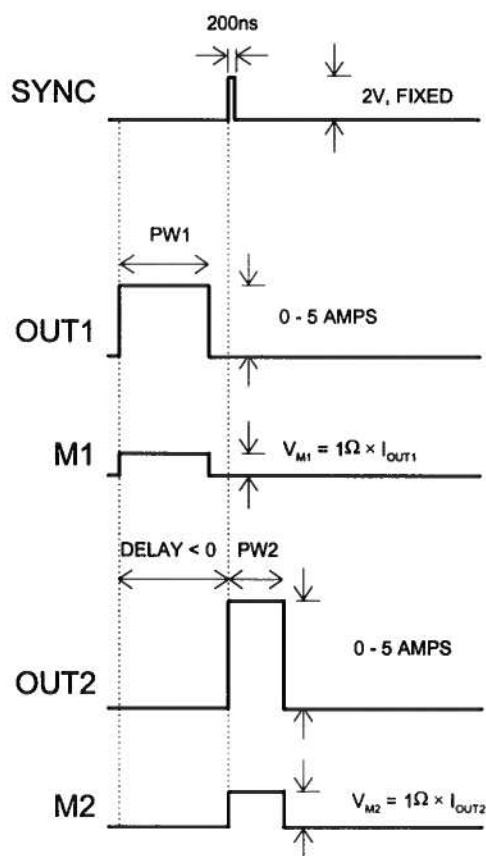 200ns
SYNC
2V, FIXED
PW1
OUT1
0 - 5 AMPS
M1
V_M1 = 1Ω × I_OUT1
DELAY < 0
PW2
OUT2
0 - 5 AMPS
M2
V_M2 = 1Ω × I_OUT2